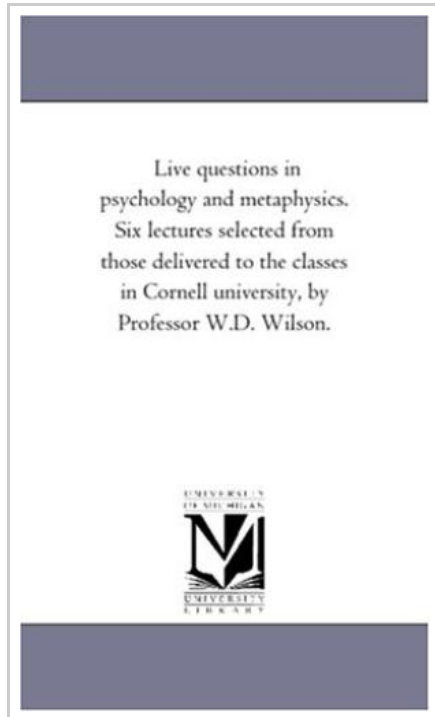 Live questions in
psychology and metaphysics.
Six lectures selected from
those delivered to the classes
in Cornell university, by
Professor W.D. Wilson.
UNIVERSITY
OF MICHIGAN
M
UNIVERSITY
LIBRARY